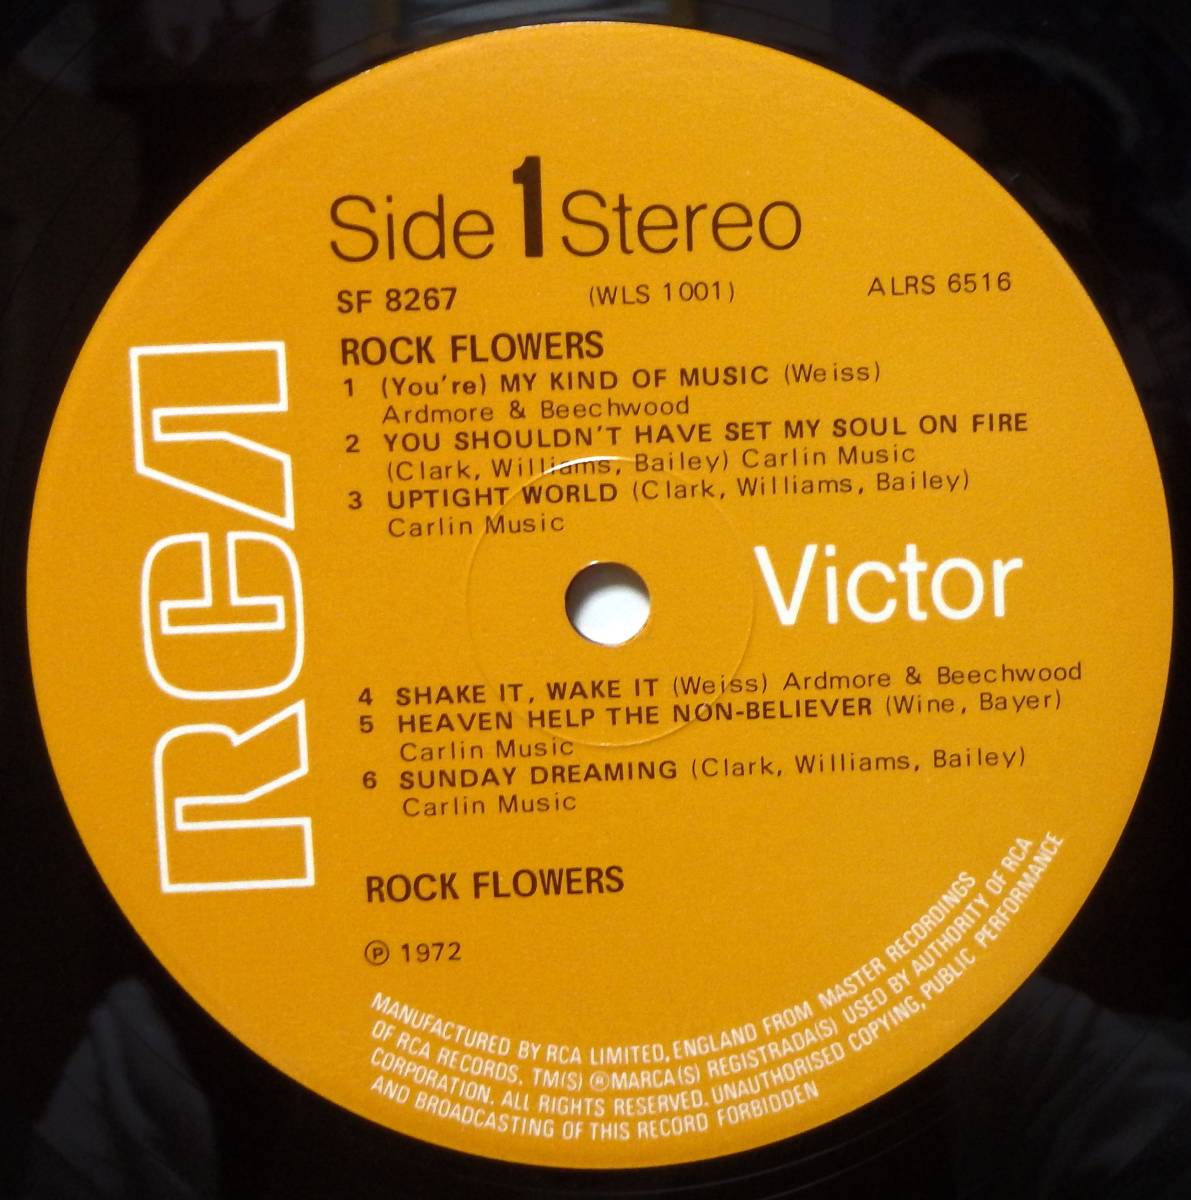 Side 1 Stereo
SF 8267 (WLS 1001) ALRS 6516
ROCK FLOWERS
1 (You're) MY KIND OF MUSIC (Weiss)
Ardmore & Beechwood
2 YOU SHOULDN'T HAVE SET MY SOUL ON FIRE
(Clark, Williams, Bailey) Carlin Music
3 UPTIGHT WORLD (Clark, Williams, Bailey)
Carlin Music
RCA
Victor
4 SHAKE IT, WAKE IT (Weiss) Ardmore & Beechwood
5 HEAVEN HELP THE NON-BELIEVER (Wine, Bayer)
Carlin Music
6 SUNDAY DREAMING (Clark, Williams, Bailey)
Carlin Music
ROCK FLOWERS
℗ 1972
MANUFACTURED BY RCA LIMITED, ENGLAND FROM MASTER RECORDINGS
OF RCA RECORDS. TM(S) ® MARCA(S) REGISTRADA(S) USED BY AUTHORITY OF RCA
CORPORATION. ALL RIGHTS RESERVED. UNAUTHORISED COPYING, PUBLIC PERFORMANCE
AND BROADCASTING OF THIS RECORD FORBIDDEN